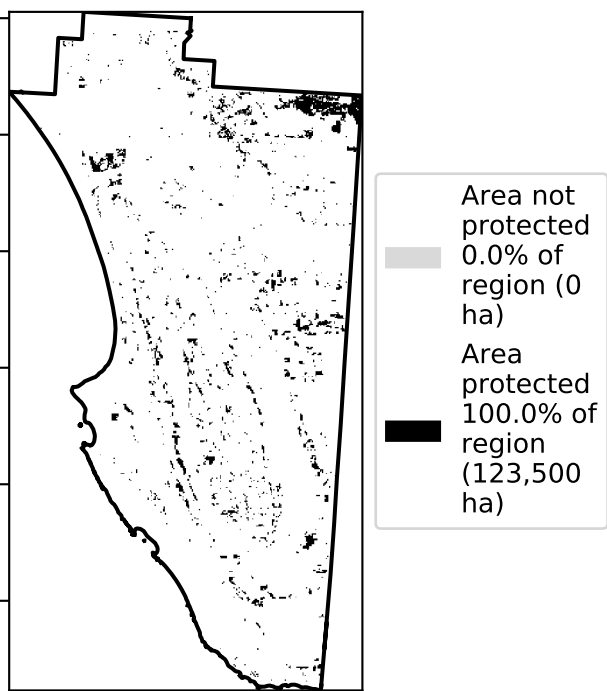 Area not
protected
0.0% of
region (0
ha)
Area
protected
100.0% of
region
(123,500
ha)